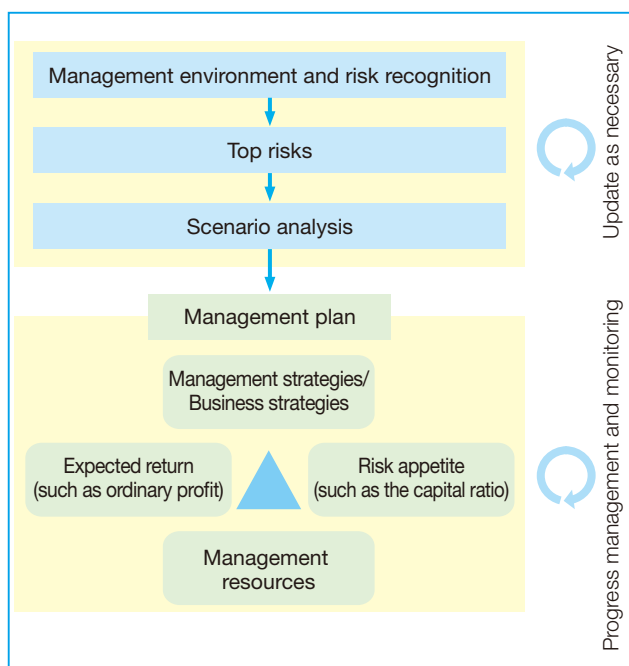 Management environment and risk recognition
Top risks
Scenario analysis
Update as necessary
Management plan
Management strategies/
Business strategies
Expected return
(such as ordinary profit)
Risk appetite
(such as the capital ratio)
Management
resources
Progress management and monitoring